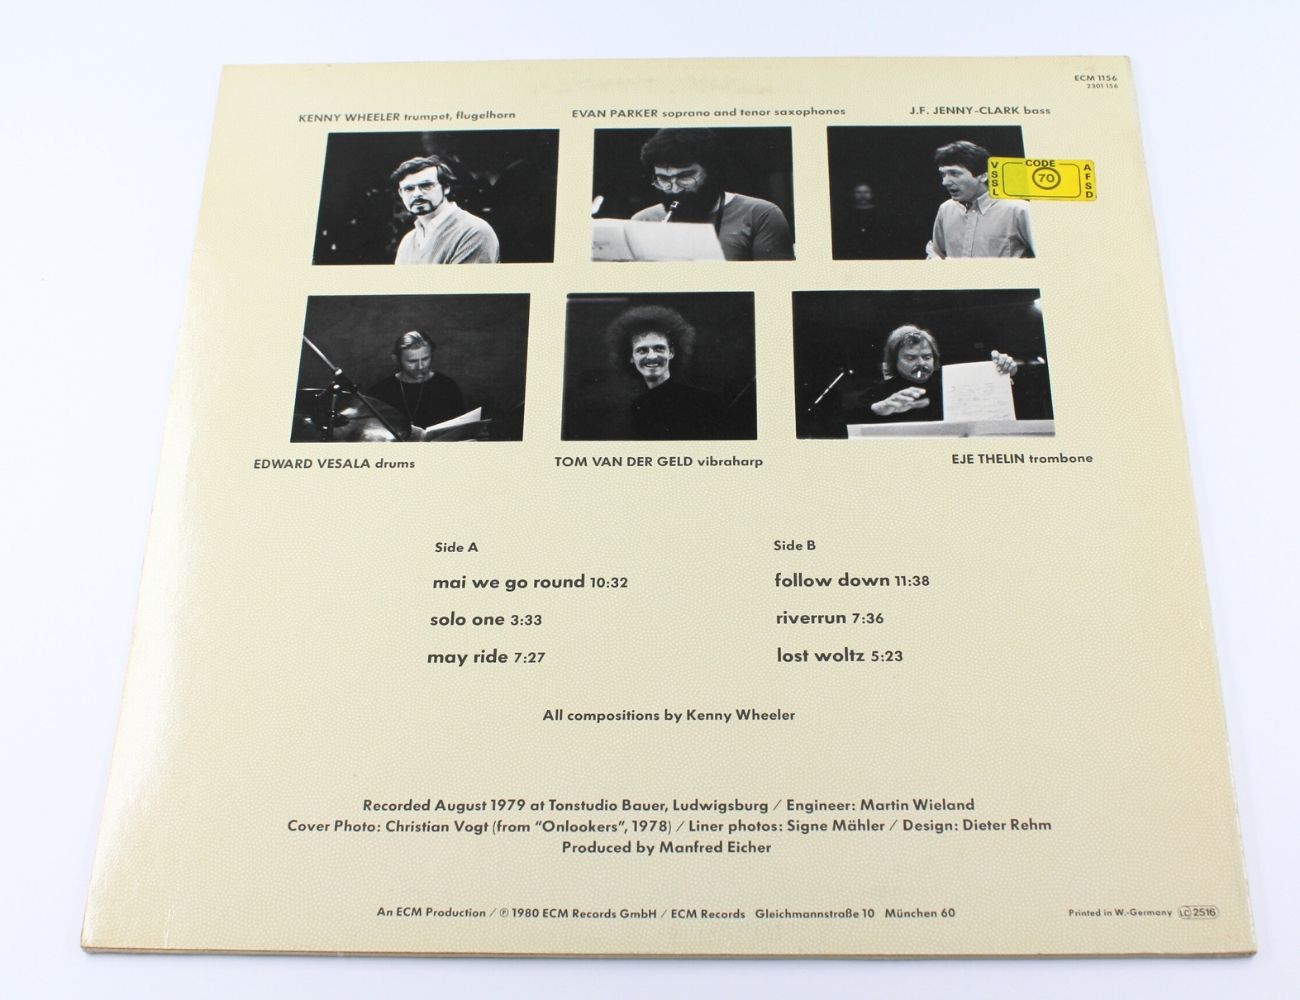 ECM 1156
2301 156
KENNY WHEELER trumpet, flugelhorn
EVAN PARKER soprano and tenor saxophones
J.F. JENNY-CLARK bass
VSSL
CODE
70
AFSD
EDWARD VESALA drums
TOM VAN DER GELD vibraharp
EJE THELIN trombone
Side A
mai we go round 10:32
solo one 3:33
may ride 7:27
Side B
follow down 11:38
riverrun 7:36
lost woltz 5:23
All compositions by Kenny Wheeler
Recorded August 1979 at Tonstudio Bauer, Ludwigsburg / Engineer: Martin Wieland
Cover Photo: Christian Vogt (from “Onlookers”, 1978) / Liner photos: Signe Mähler / Design: Dieter Rehm
Produced by Manfred Eicher
An ECM Production / ℗ 1980 ECM Records GmbH / ECM Records Gleichmannstraße 10 München 60
Printed in W.-Germany LC 2516